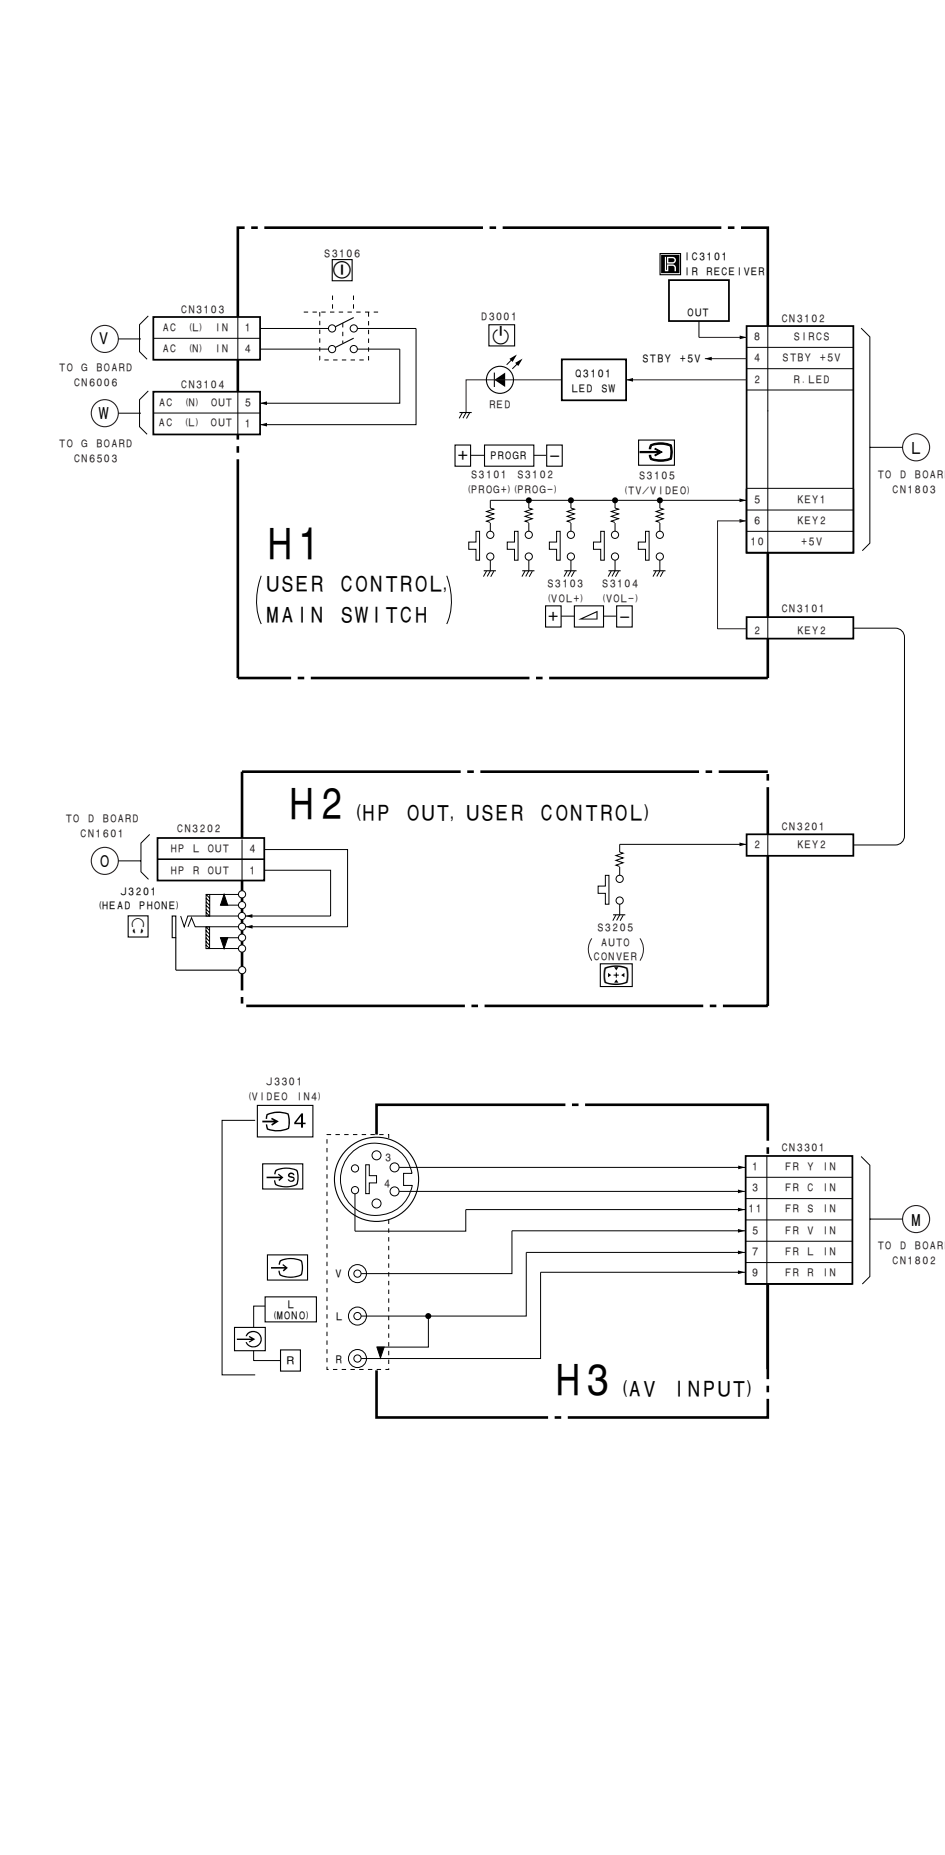 S3106
IC3101
IR RECEIVER
OUT
CN3103
AC (L) IN 1
AC (N) IN 4
V
TO G BOARD
CN6006
CN3104
AC (N) OUT 5
AC (L) OUT 1
W
TO G BOARD
CN6503
D3001
RED
Q3101
LED SW
STBY +5V
CN3102
8 SIRCS
4 STBY +5V
2 R.LED
5 KEY1
6 KEY2
10 +5V
L
TO D BOAR
CN1803
+ PROGR −
S3101 S3102
(PROG+) (PROG−)
S3105
(TV/VIDEO)
S3103 S3104
(VOL+) (VOL−)
+ −
H1
(USER CONTROL,
MAIN SWITCH)
CN3101
2 KEY2
H2 (HP OUT, USER CONTROL)
TO D BOARD
CN1601
O
CN3202
HP L OUT 4
HP R OUT 1
J3201
(HEAD PHONE)
CN3201
2 KEY2
S3205
(AUTO
CONVER)
J3301
(VIDEO IN4)
4
S
3
4
V
L
(MONO)
L
R
R
CN3301
1 FR Y IN
3 FR C IN
11 FR S IN
5 FR V IN
7 FR L IN
9 FR R IN
M
TO D BOAR
CN1802
H3 (AV INPUT)